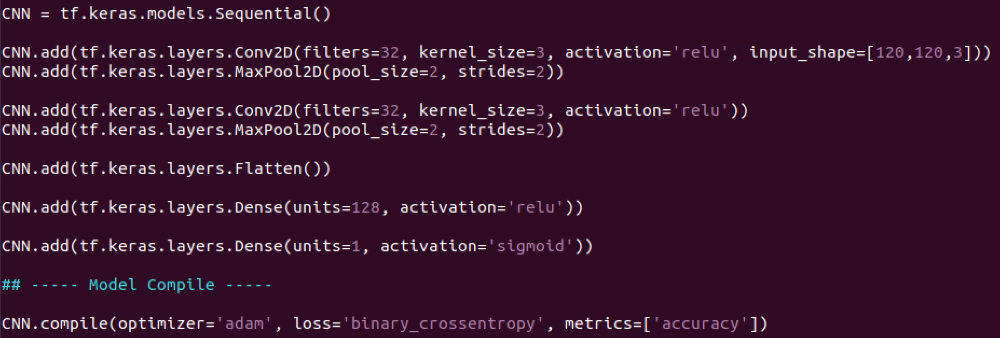 CNN = tf.keras.models.Sequential()
CNN.add(tf.keras.layers.Conv2D(filters=32, kernel_size=3, activation='relu', input_shape=[120,120,3]))
CNN.add(tf.keras.layers.MaxPool2D(pool_size=2, strides=2))
CNN.add(tf.keras.layers.Conv2D(filters=32, kernel_size=3, activation='relu'))
CNN.add(tf.keras.layers.MaxPool2D(pool_size=2, strides=2))
CNN.add(tf.keras.layers.Flatten())
CNN.add(tf.keras.layers.Dense(units=128, activation='relu'))
CNN.add(tf.keras.layers.Dense(units=1, activation='sigmoid'))
## ----- Model Compile -----
CNN.compile(optimizer='adam', loss='binary_crossentropy', metrics=['accuracy'])